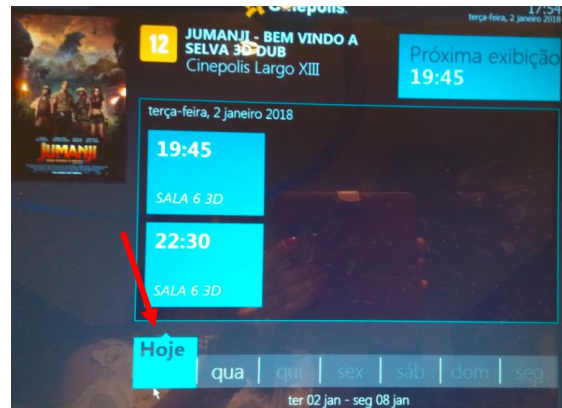 Cinépolis.
17:54
terça-feira, 2 janeiro 2018
12
JUMANJI - BEM VINDO A
SELVA 3D DUB
Cinepolis Largo XIII
Próxima exibição
19:45
JUMANJI
terça-feira, 2 janeiro 2018
19:45
SALA 6 3D
22:30
SALA 6 3D
Hoje
qua
qui
sex
sáb
dom
seg
ter 02 jan - seg 08 jan